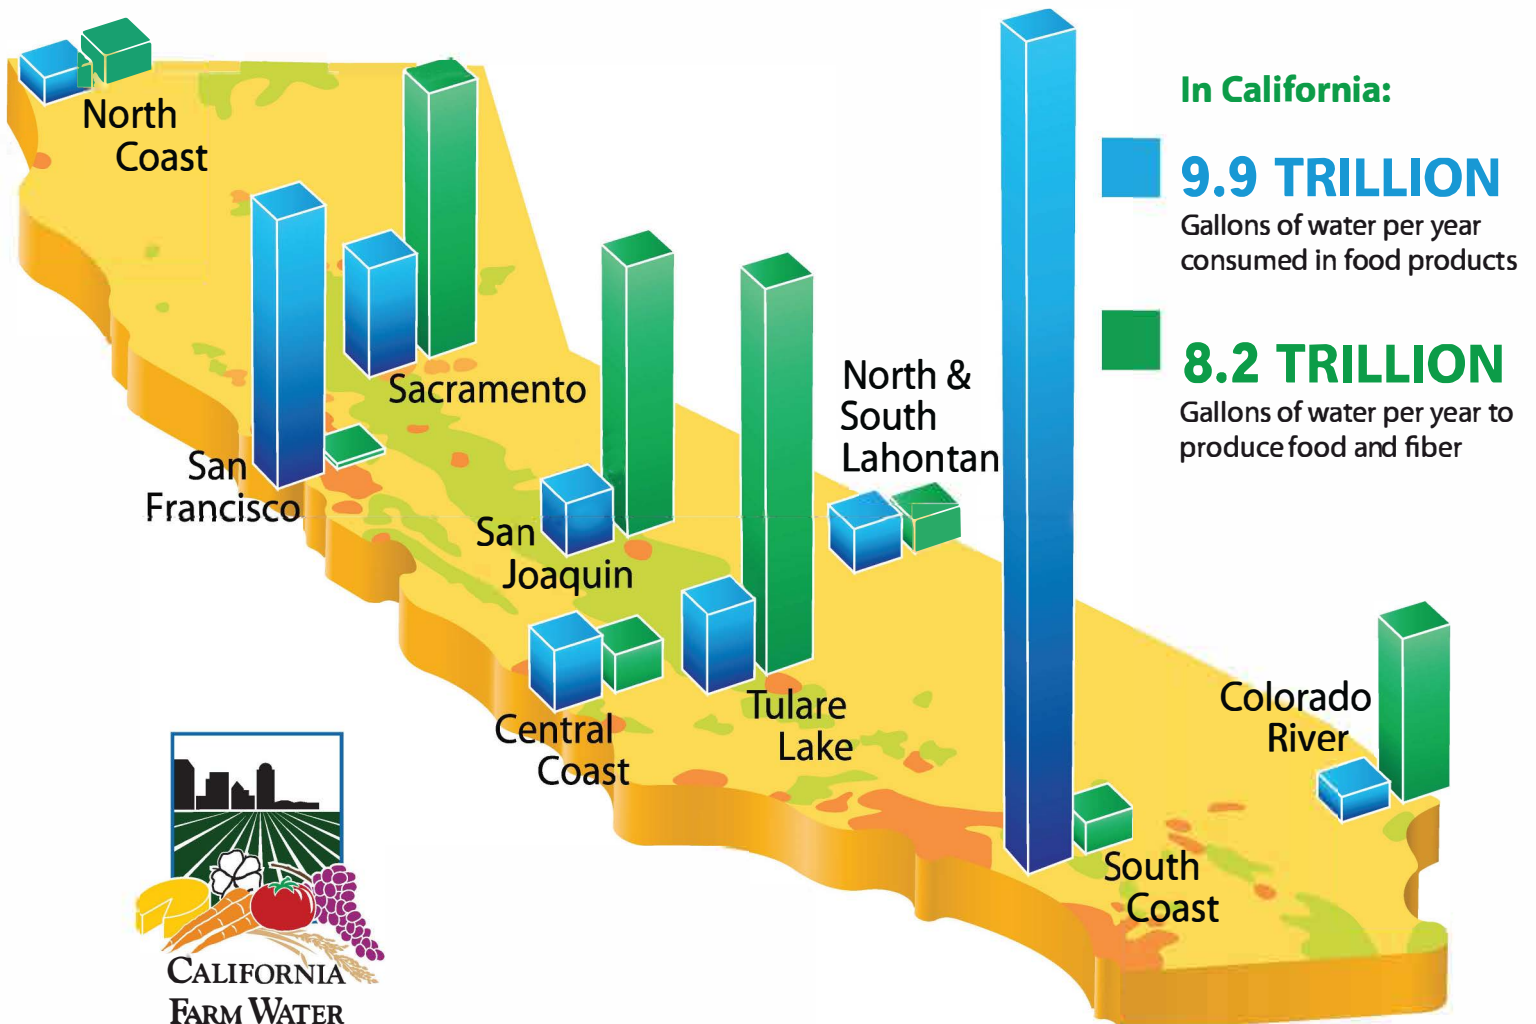 In California:
9.9 TRILLION
Gallons of water per year
consumed in food products
8.2 TRILLION
Gallons of water per year to
produce food and fiber
North
Coast
Sacramento
San
Francisco
North &
South
Lahontan
San
Joaquin
Central
Coast
Tulare
Lake
Colorado
River
South
Coast
CALIFORNIA
FARM WATER